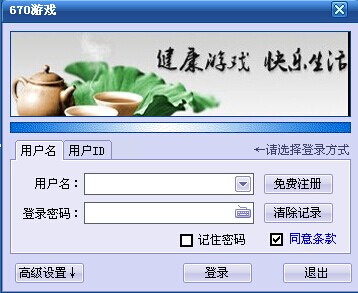 670游戏
健康游戏 快乐生活
用户名 用户ID ←请选择登录方式
用户名： 免费注册
登录密码： 清除记录
记住密码 同意条款
高级设置↓ 登录 退出